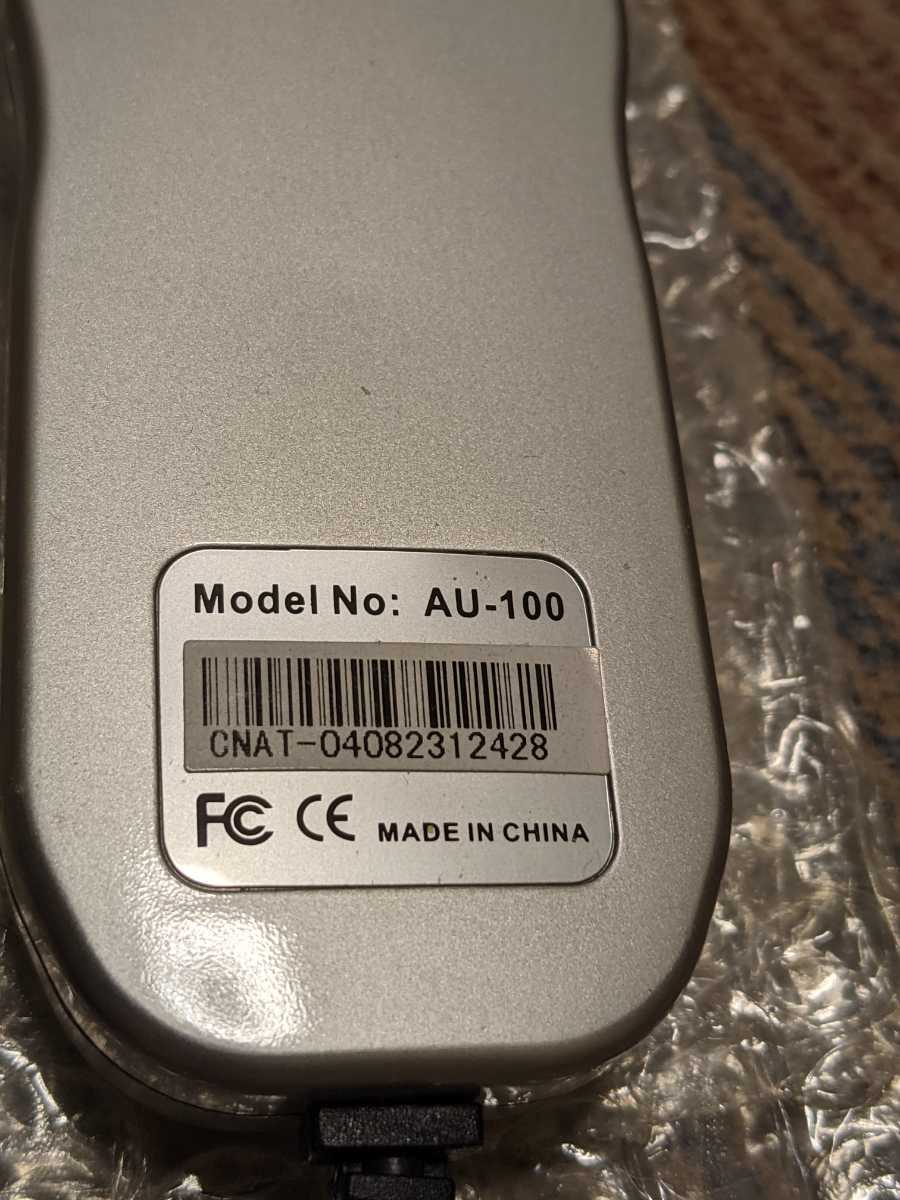 Model No: AU-100
CNAT-04082312428
FC CE MADE IN CHINA